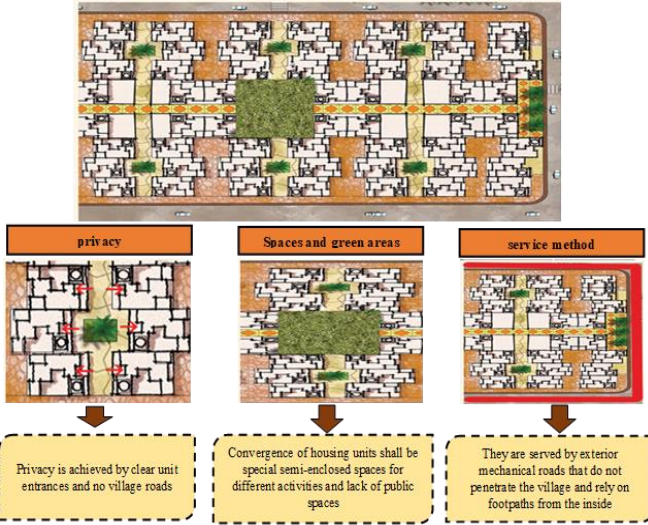 privacy
Spaces and green areas
service method
Privacy is achieved by clear unit
entrances and no village roads
Convergence of housing units shall be
special semi-enclosed spaces for
different activities and lack of public
spaces
They are served by exterior
mechanical roads that do not
penetrate the village and rely on
footpaths from the inside